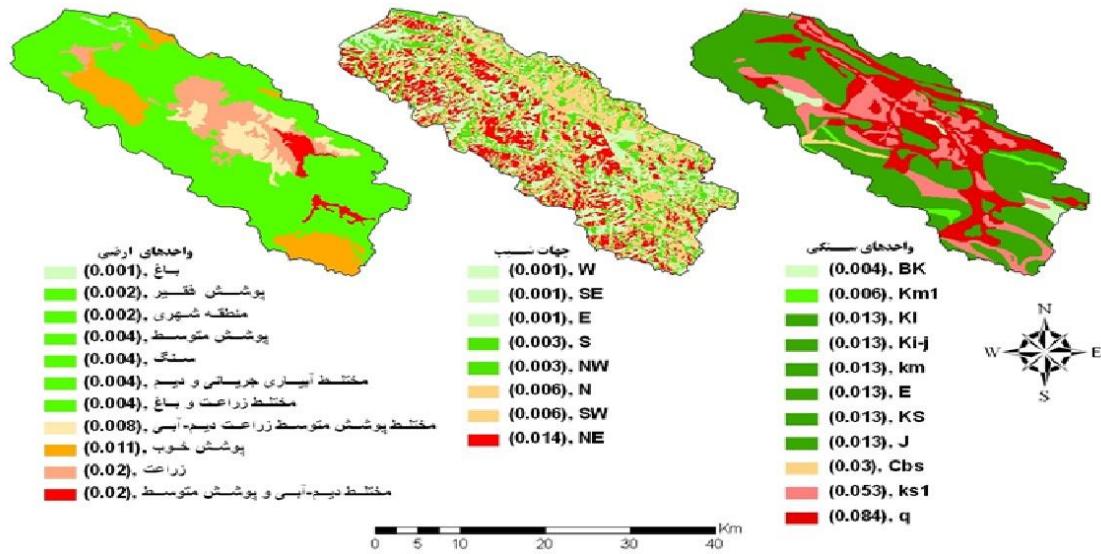 واحدهای ارضی
(0.001), باغ
(0.002), پوشش فقیر
(0.002), منطقه شهری
(0.004), پوشش متوسط
(0.004), سنگ
(0.004), مختلط آبیاری جریانی و دیم
(0.004), مختلط زراعت و باغ
(0.008), مختلط پوشش متوسط زراعت دیم-آبی
(0.011), پوشش خوب
(0.02), زراعت
(0.02), مختلط دیم-آبی و پوشش متوسط
جهات شیب
(0.001), W
(0.001), SE
(0.001), E
(0.003), S
(0.003), NW
(0.006), N
(0.006), SW
(0.014), NE
واحدهای سنگی
(0.004), BK
(0.006), Km1
(0.013), Kl
(0.013), Ki-j
(0.013), km
(0.013), E
(0.013), KS
(0.013), J
(0.03), Cbs
(0.053), ks1
(0.084), q
N
W E
S
Km
0 5 10 20 30 40